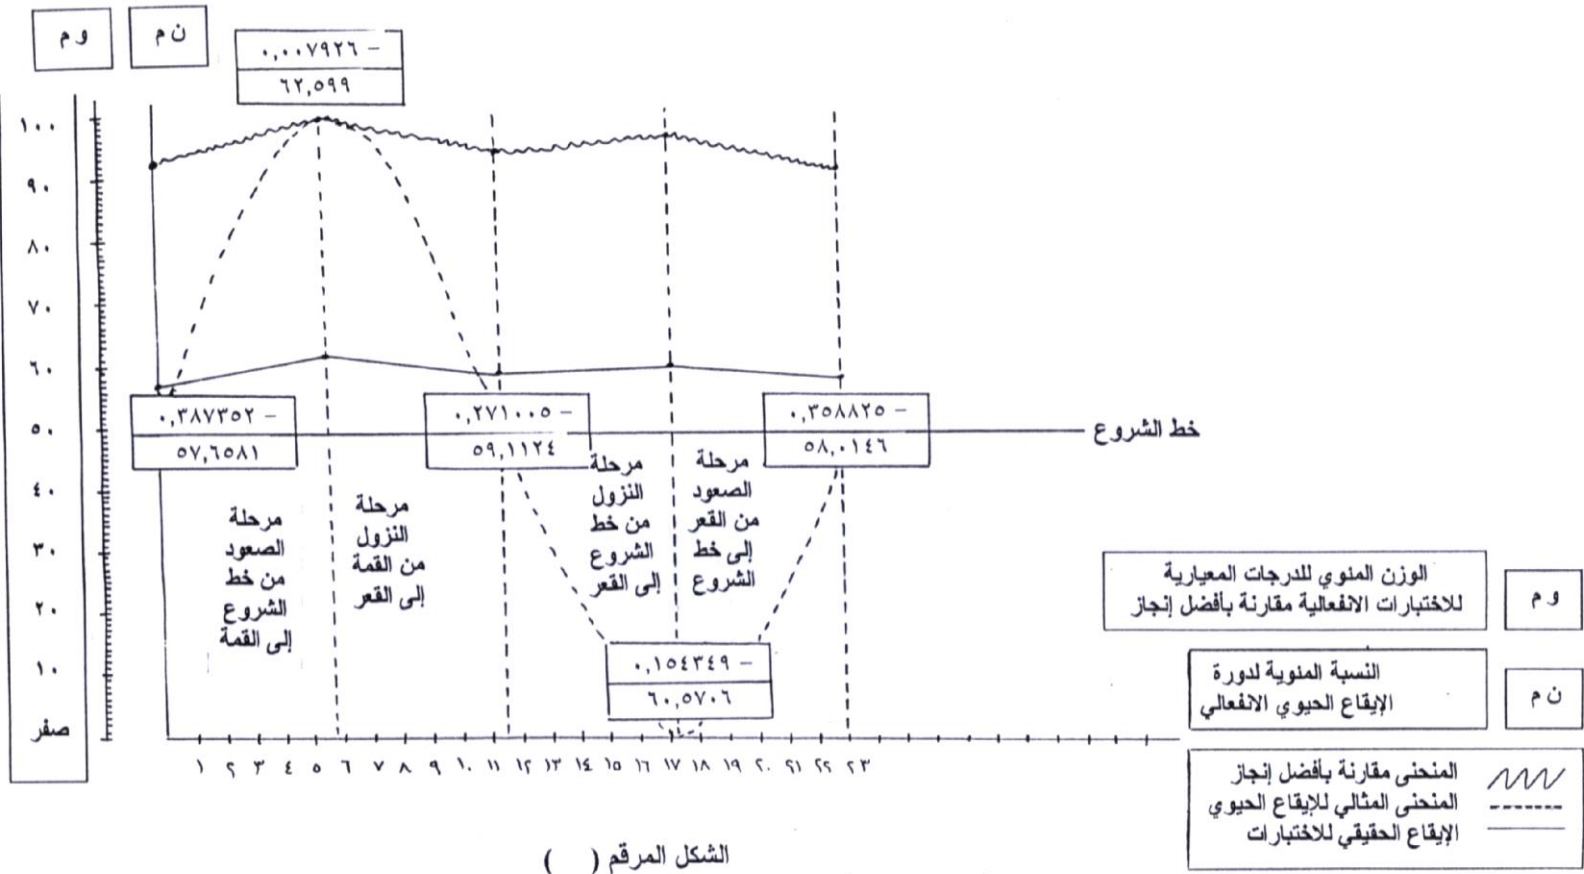 و م
ن م
٠,٠٠٧٩٢٦ –
٦٢,٥٩٩
١٠٠
٩٠
٨٠
٧٠
٦٠
٥٠
٤٠
٣٠
٢٠
١٠
صفر
٠,٣٨٧٣٥٢ –
٥٧,٦٥٨١
٠,٢٧١٠٠٥ –
٥٩,١١٢٤
٠,٣٥٨٨٢٥ –
٥٨,٠١٤٦
خط الشروع
مرحلة
الصعود
من خط
الشروع
إلى القمة
مرحلة
النزول
من القمة
إلى القعر
مرحلة
النزول
من خط
الشروع
إلى القعر
مرحلة
الصعود
من القعر
إلى خط
الشروع
٠,١٥٤٣٤٩ –
٦٠,٥٧٠٦
١ ٢ ٣ ٤ ٥ ٦ ٧ ٨ ٩ ١٠ ١١ ١٢ ١٣ ١٤ ١٥ ١٦ ١٧ ١٨ ١٩ ٢٠ ٢١ ٢٢ ٢٣
و م
الوزن المئوي للدرجات المعيارية
للاختبارات الانفعالية مقارنة بأفضل إنجاز
ن م
النسبة المئوية لدورة
الإيقاع الحيوي الانفعالي
المنحنى مقارنة بأفضل إنجاز
المنحنى المثالي للإيقاع الحيوي
الإيقاع الحقيقي للاختبارات
الشكل المرقم ( )